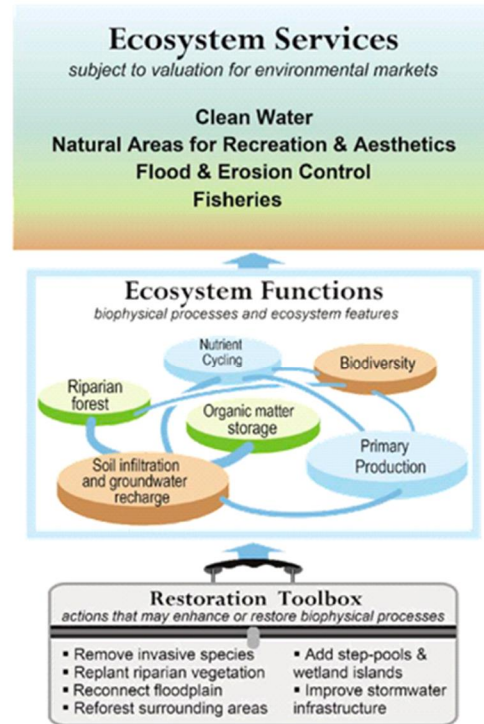 Ecosystem Services
subject to valuation for environmental markets
Clean Water
Natural Areas for Recreation & Aesthetics
Flood & Erosion Control
Fisheries
Ecosystem Functions
biophysical processes and ecosystem features
Nutrient
Cycling
Biodiversity
Riparian
forest
Organic matter
storage
Primary
Production
Soil infiltration
and groundwater
recharge
Restoration Toolbox
actions that may enhance or restore biophysical processes
▪ Remove invasive species
▪ Replant riparian vegetation
▪ Reconnect floodplain
▪ Reforest surrounding areas
▪ Add step-pools &
wetland islands
▪ Improve stormwater
infrastructure